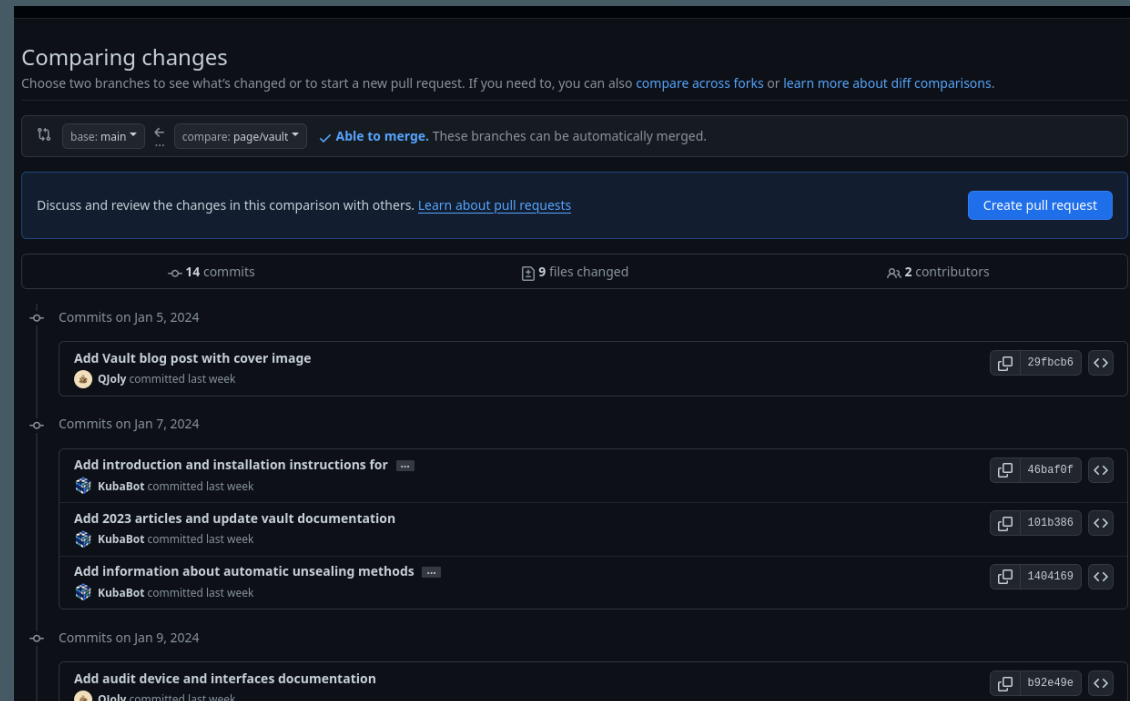 Comparing changes
Choose two branches to see what's changed or to start a new pull request. If you need to, you can also compare across forks or learn more about diff comparisons.
base: main compare: page/vault Able to merge. These branches can be automatically merged.
Discuss and review the changes in this comparison with others. Learn about pull requests Create pull request
14 commits 9 files changed 2 contributors
Commits on Jan 5, 2024
Add Vault blog post with cover image 29fbcb6
QJoly committed last week
Commits on Jan 7, 2024
Add introduction and installation instructions for … 46baf0f
KubaBot committed last week
Add 2023 articles and update vault documentation 101b386
KubaBot committed last week
Add information about automatic unsealing methods … 1404169
KubaBot committed last week
Commits on Jan 9, 2024
Add audit device and interfaces documentation b92e49e
QJoly committed last week